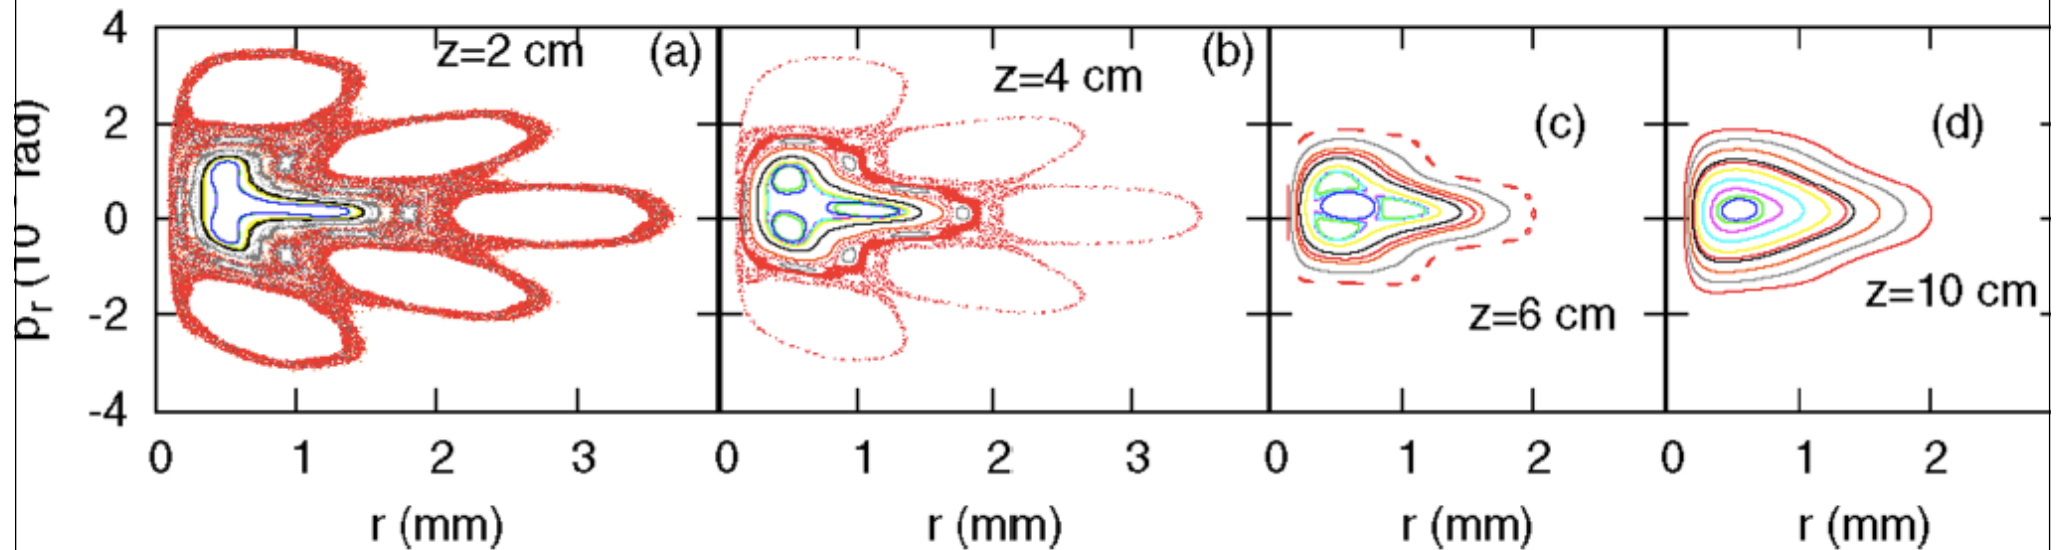 4
2
0
-2
-4
z=2 cm (a)
z=4 cm (b)
(c)
z=6 cm
(d)
z=10 cm
0 1 2 3
0 1 2 3
0 1 2
0 1 2
r (mm)
r (mm)
r (mm)
r (mm)
rad)